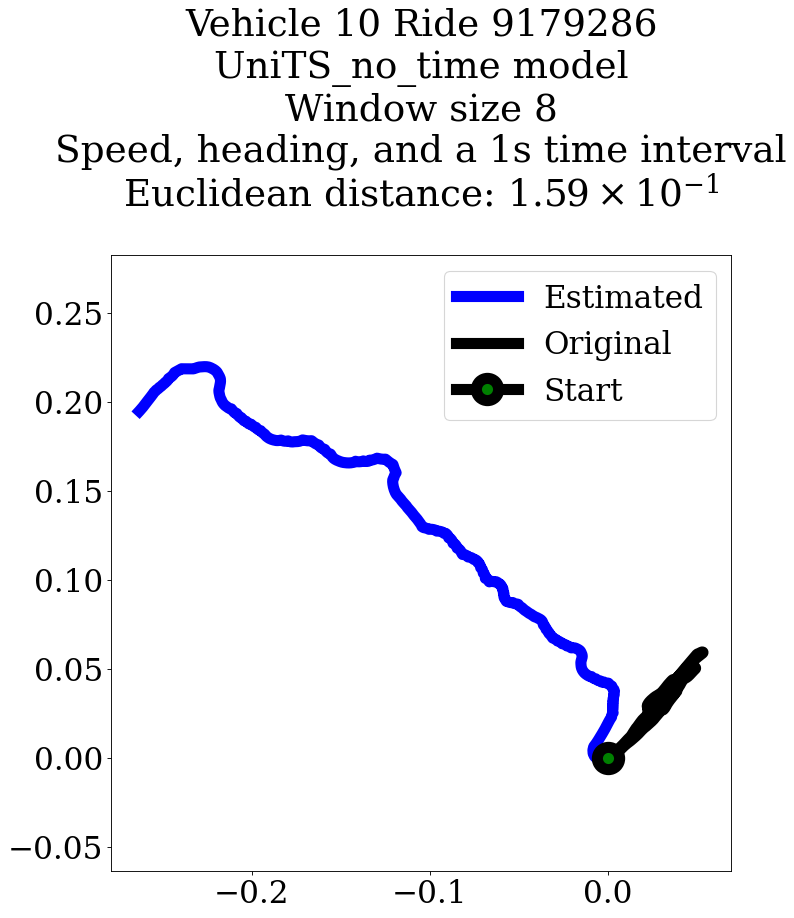 Vehicle 10 Ride 9179286
UniTS_no_time model
Window size 8
Speed, heading, and a 1s time interval
Euclidean distance: 1.59 × 10⁻¹
Estimated
Original
Start
0.25
0.20
0.15
0.10
0.05
0.00
−0.05
−0.2
−0.1
0.0